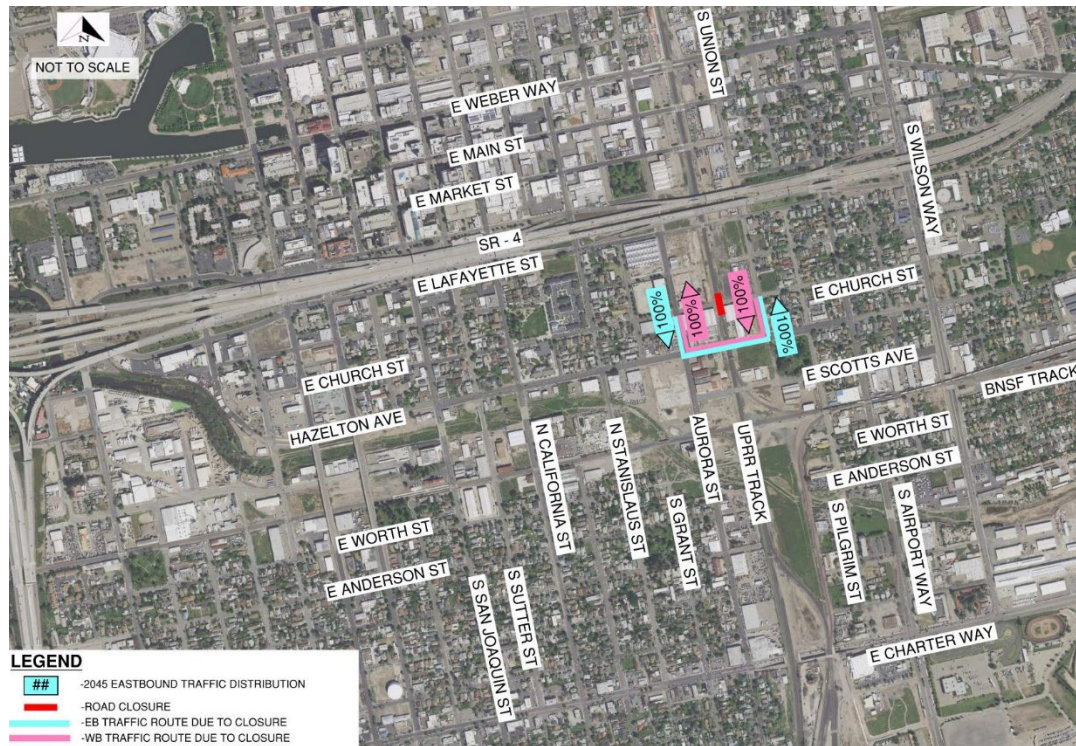 N
NOT TO SCALE
S UNION ST
E WEBER WAY
E MAIN ST
E MARKET ST
S WILSON WAY
SR - 4
E LAFAYETTE ST
E CHURCH ST
100%
100%
100%
100%
E CHURCH ST
E SCOTTS AVE
BNSF TRACK
HAZELTON AVE
N CALIFORNIA ST
N STANISLAUS ST
AURORA ST
UPRR TRACK
E WORTH ST
E ANDERSON ST
S GRANT ST
S PILGRIM ST
S AIRPORT WAY
E WORTH ST
E ANDERSON ST
S SAN JOAQUIN ST
S SUTTER ST
E CHARTER WAY
LEGEND
## -2045 EASTBOUND TRAFFIC DISTRIBUTION
-ROAD CLOSURE
-EB TRAFFIC ROUTE DUE TO CLOSURE
-WB TRAFFIC ROUTE DUE TO CLOSURE